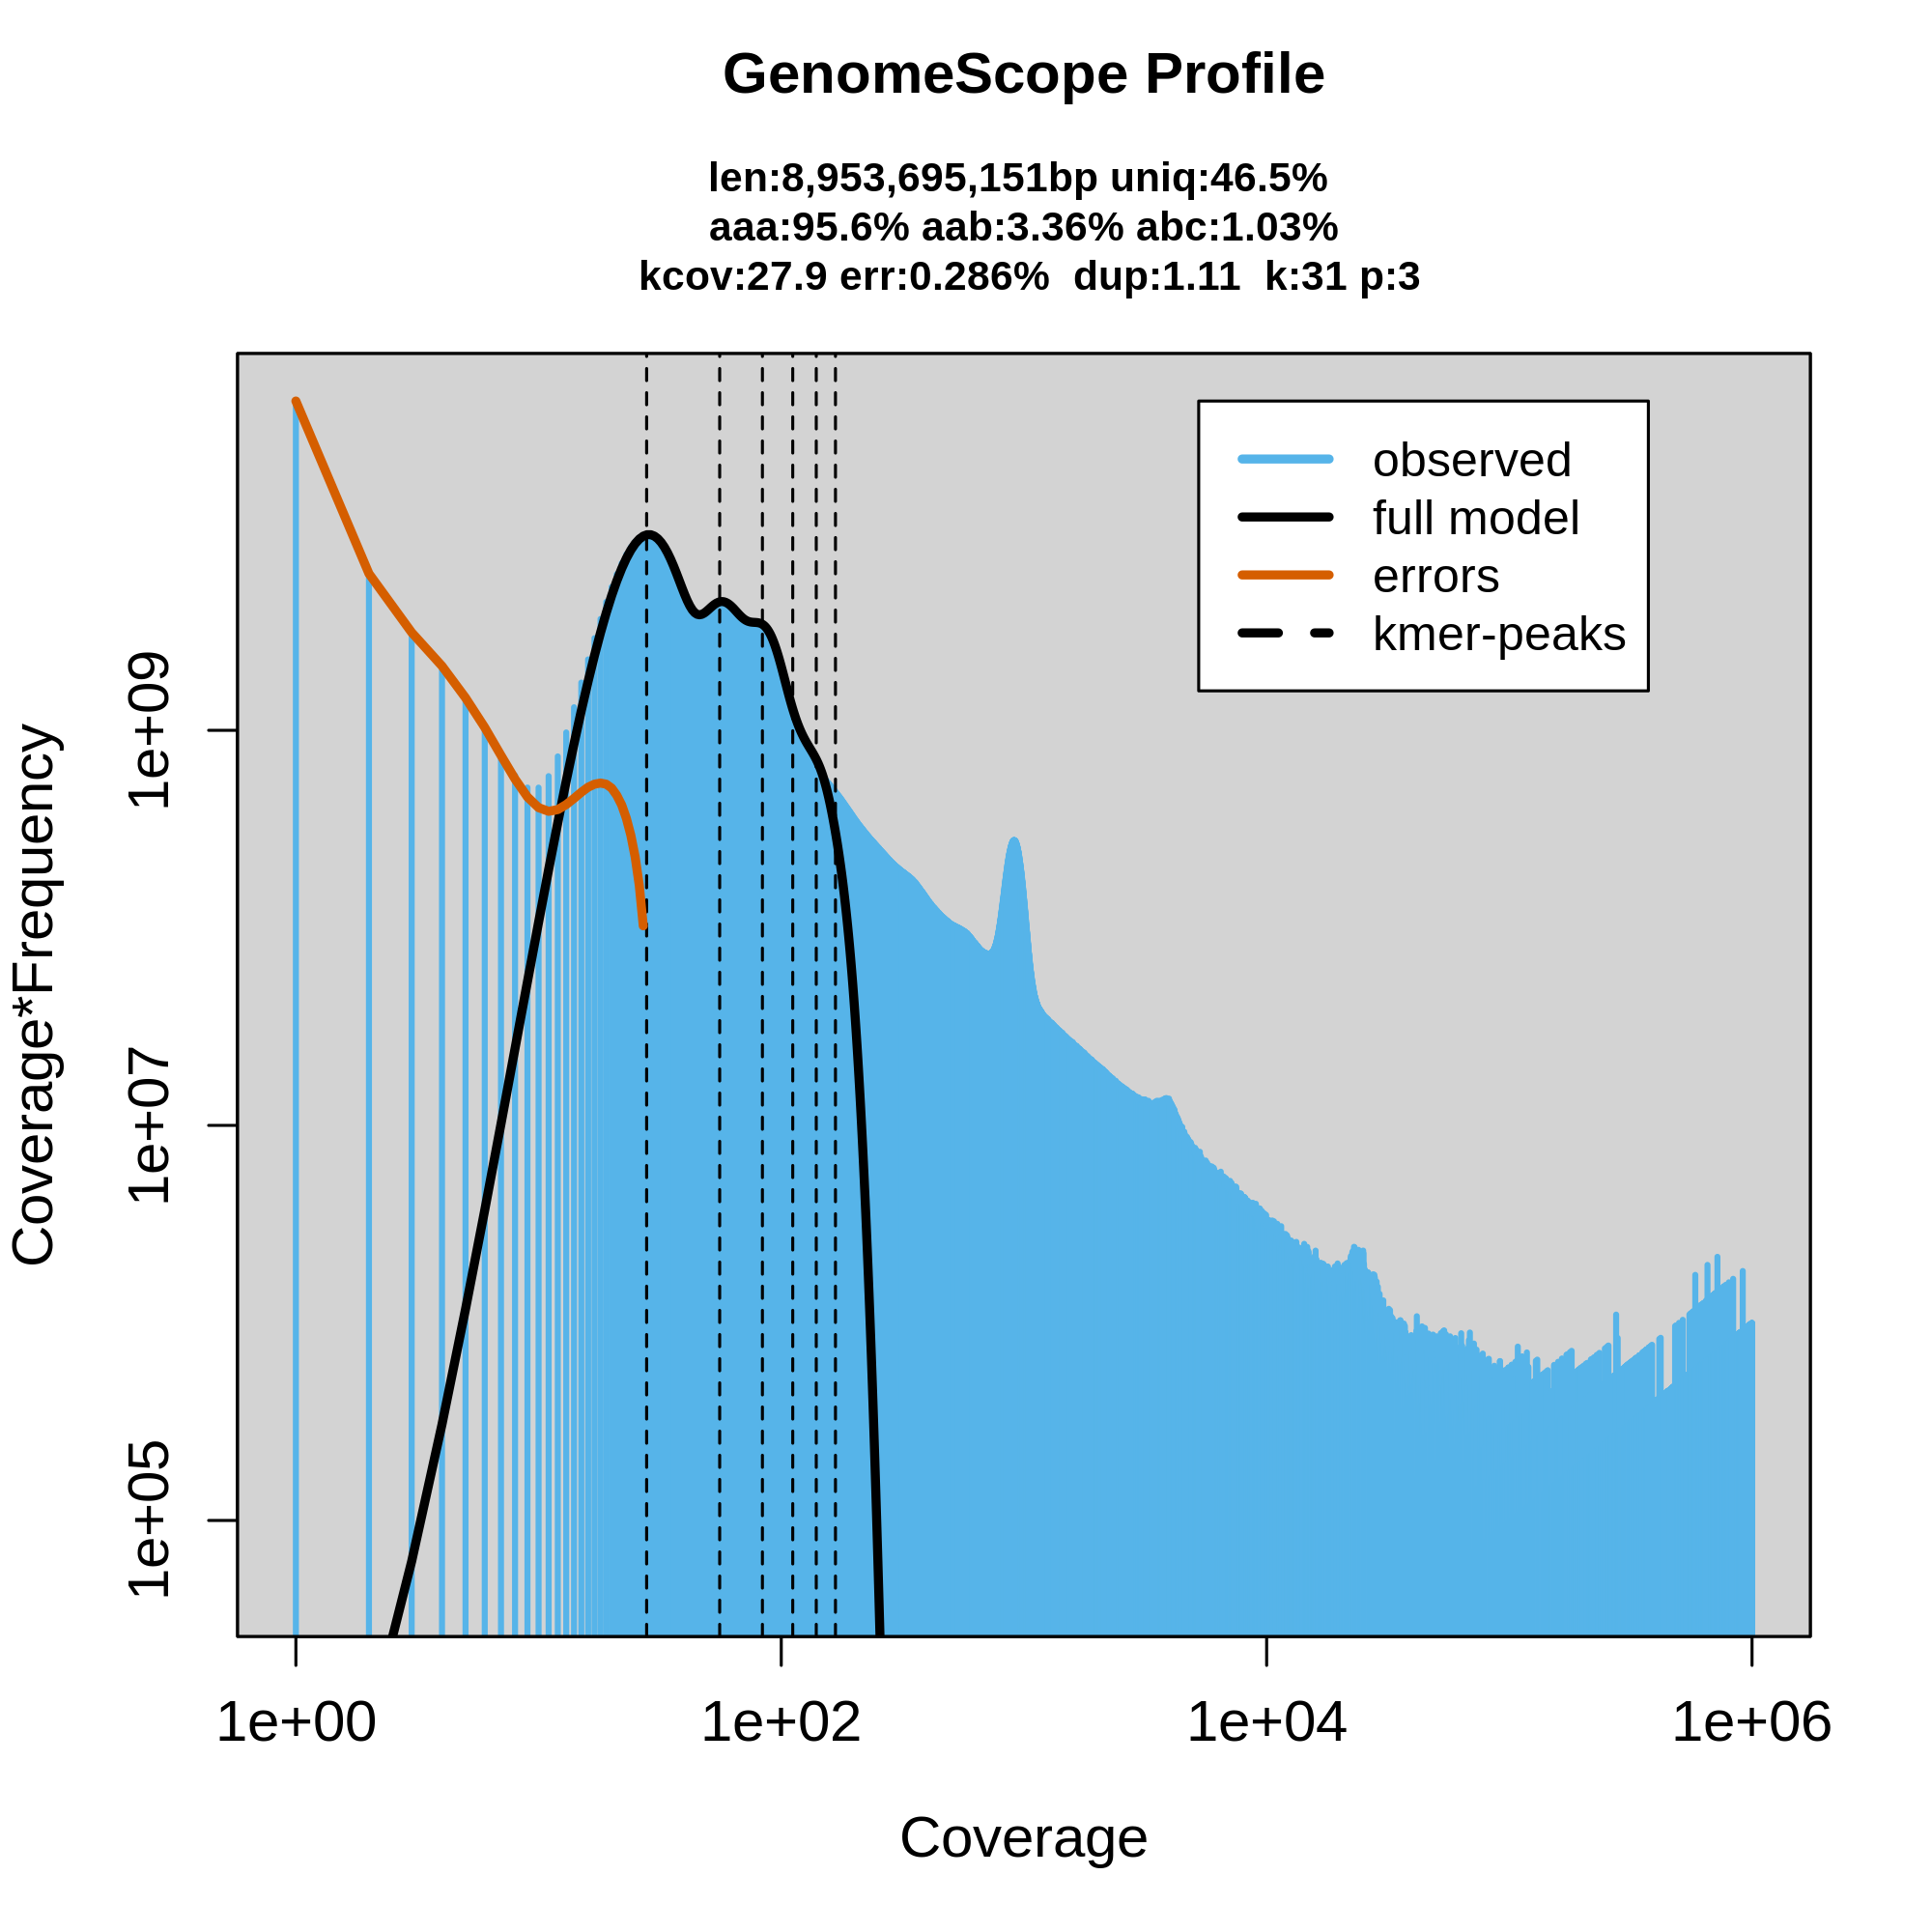 GenomeScope Profile
len:8,953,695,151bp uniq:46.5%
aaa:95.6% aab:3.36% abc:1.03%
kcov:27.9 err:0.286% dup:1.11 k:31 p:3
observed
full model
errors
kmer-peaks
Coverage*Frequency
1e+09
1e+07
1e+05
1e+00 1e+02 1e+04 1e+06
Coverage